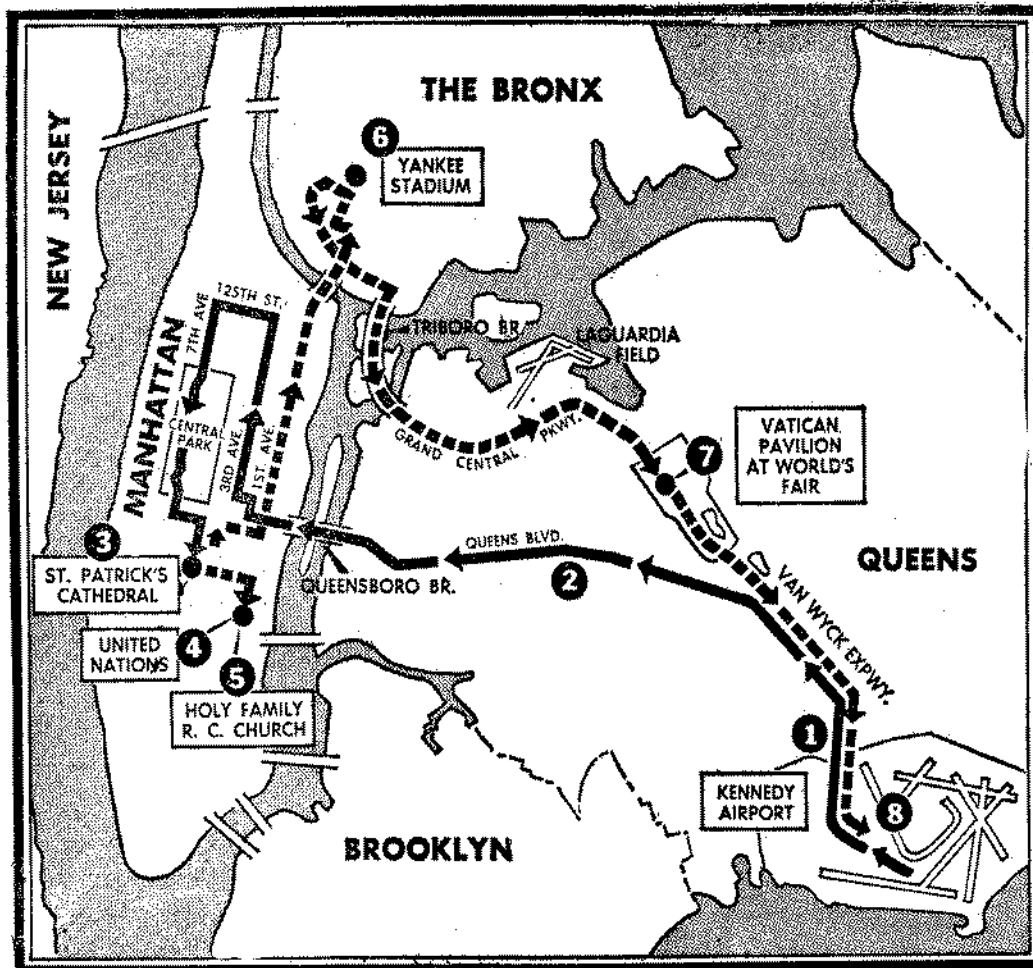 THE BRONX
NEW JERSEY
6
YANKEE
STADIUM
125TH ST.
7TH AVE
MANHATTAN
CENTRAL
PARK
3RD AVE.
1ST AVE.
TRIBORO BR.
LAGUARDIA
FIELD
GRAND CENTRAL PKWY.
7
VATICAN
PAVILION
AT WORLD'S
FAIR
3
ST. PATRICK'S
CATHEDRAL
QUEENSBORO BR.
QUEENS BLVD.
2
QUEENS
VAN WYCK EXPWY.
UNITED
NATIONS
4
5
HOLY FAMILY
R. C. CHURCH
1
KENNEDY
AIRPORT
8
BROOKLYN